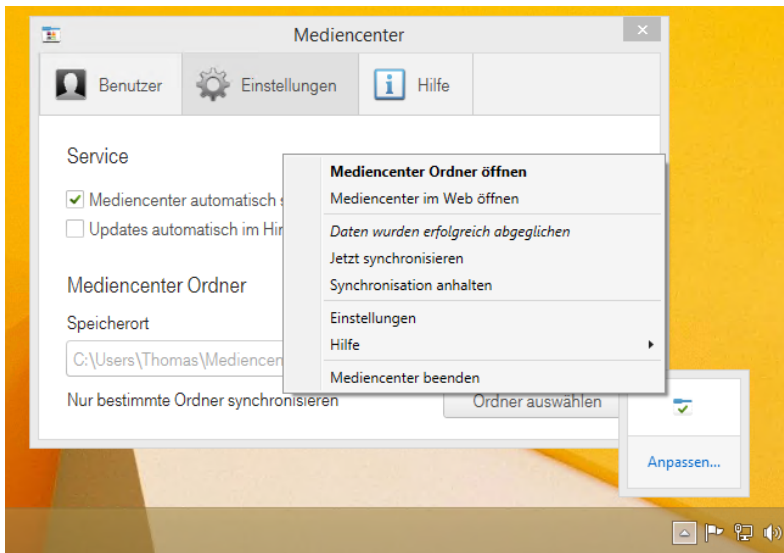 Mediencenter
Benutzer
Einstellungen
Hilfe
Service
Mediencenter automatisch
Updates automatisch im
Mediencenter Ordner
Speicherort
C:\Users\Thomas\Mediencen
Nur bestimmte Ordner synchronisieren
Ordner auswählen
Mediencenter Ordner öffnen
Mediencenter im Web öffnen
Daten wurden erfolgreich abgeglichen
Jetzt synchronisieren
Synchronisation anhalten
Einstellungen
Hilfe
Mediencenter beenden
Anpassen...